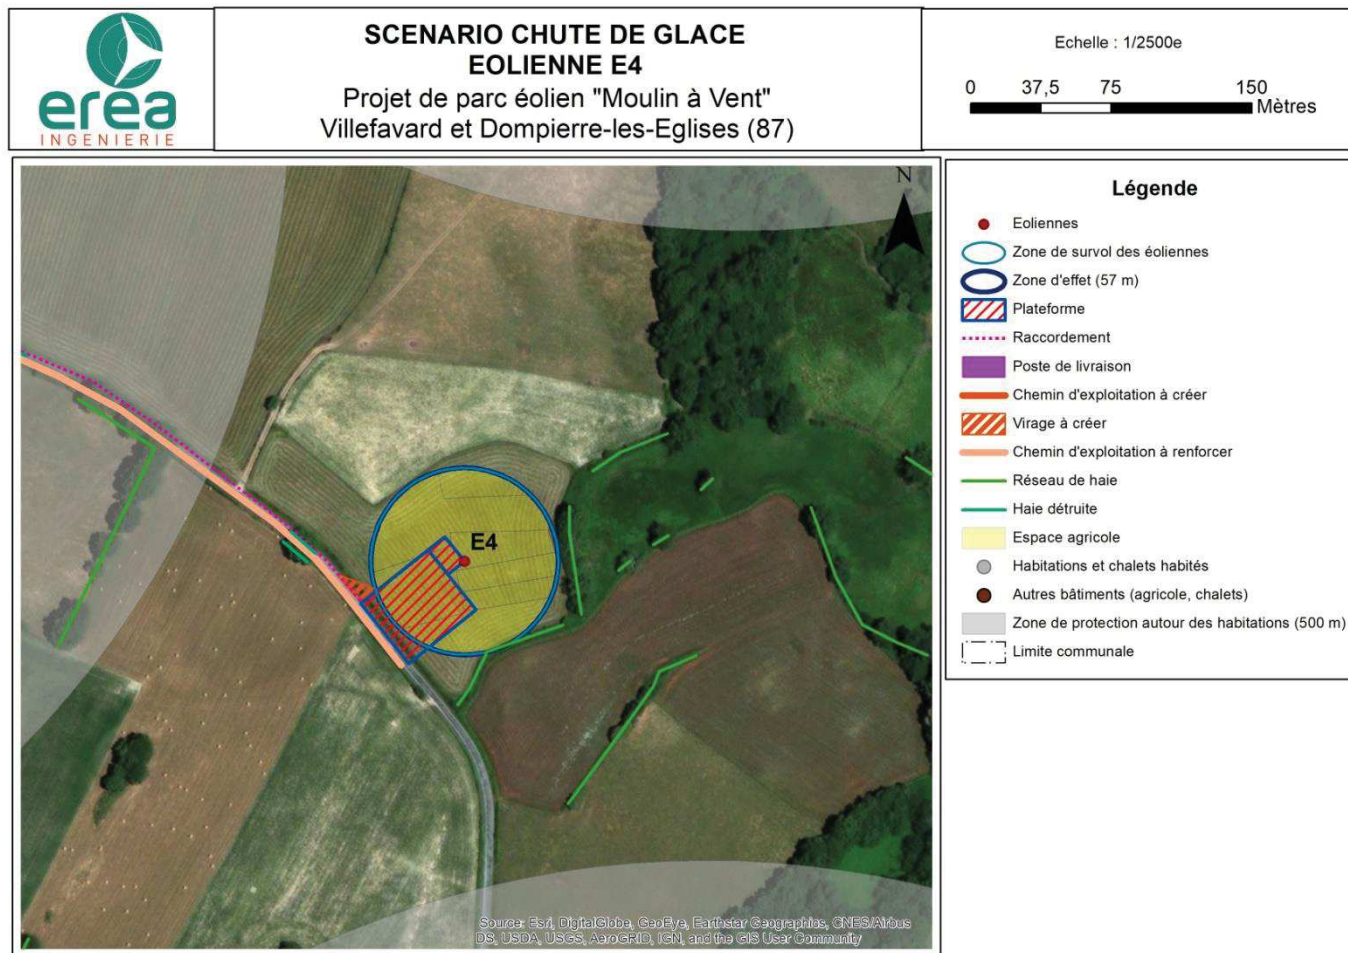 erea
INGENIERIE
SCENARIO CHUTE DE GLACE
EOLIENNE E4
Projet de parc éolien "Moulin à Vent"
Villefavard et Dompierre-les-Eglises (87)
Echelle : 1/2500e
0 37,5 75 150
Mètres
N
E4
Source: Esri, DigitalGlobe, GeoEye, Earthstar Geographics, CNES/Airbus
DS, USDA, USGS, AeroGRID, IGN, and the GIS User Community
Légende
Eoliennes
Zone de survol des éoliennes
Zone d'effet (57 m)
Plateforme
Raccordement
Poste de livraison
Chemin d'exploitation à créer
Virage à créer
Chemin d'exploitation à renforcer
Réseau de haie
Haie détruite
Espace agricole
Habitations et chalets habités
Autres bâtiments (agricole, chalets)
Zone de protection autour des habitations (500 m)
Limite communale